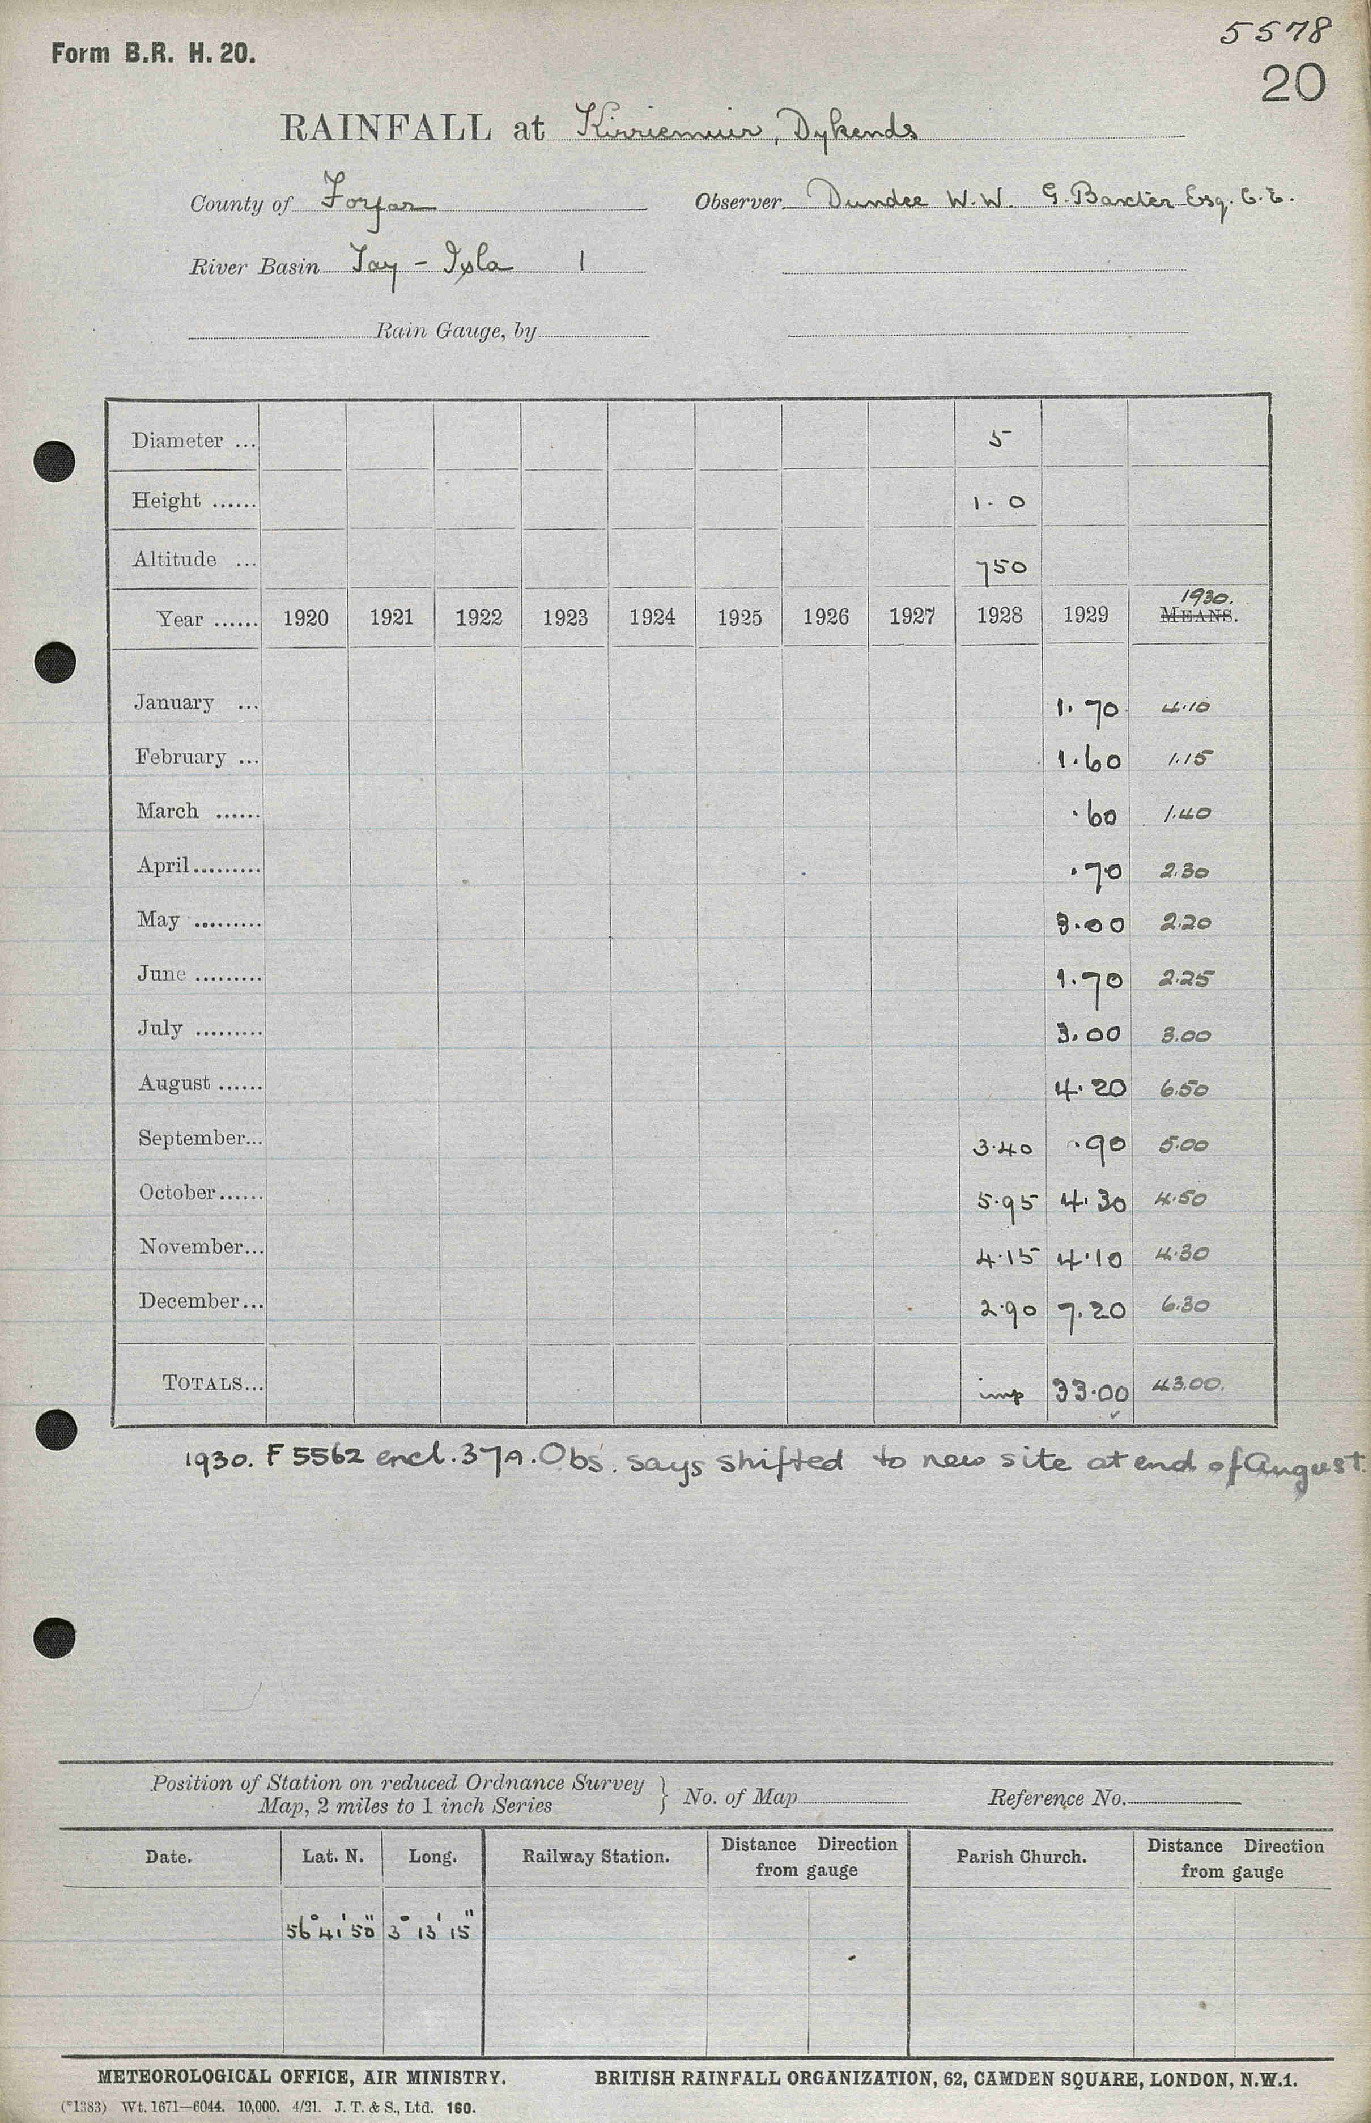 5578
Form B.R. H. 20.
20
RAINFALL at Kirriemuir, Dykends
County of Forfar Observer Dundee W.W. G. Baxter Esq. C.E.
River Basin Tay - Isla 1
Rain Gauge, by
Diameter ... 5
Height ...... 1. 0
Altitude ... 750
1930.
Year ...... 1920 1921 1922 1923 1924 1925 1926 1927 1928 1929 MEANS.
January ... 1.70 4.10
February ... 1.60 1.15
March ...... .60 1.40
April......... .70 2.30
May ......... 3.00 2.20
June ......... 1.70 2.25
July ......... 3.00 3.00
August ...... 4.20 6.50
September... 3.40 .90 5.00
October...... 5.95 4.30 4.50
November... 4.15 4.10 4.30
December... 2.90 7.20 6.30
TOTALS... imp 33.00 43.00.
1930. F 5562 encl. 37A. Obs. says shifted to new site at end of August.
Position of Station on reduced Ordnance Survey
Map, 2 miles to 1 inch Series } No. of Map Reference No.
Date. Lat. N. Long. Railway Station. Distance Direction from gauge Parish Church. Distance Direction from gauge
56° 41' 50" 3° 13' 15"
METEOROLOGICAL OFFICE, AIR MINISTRY. BRITISH RAINFALL ORGANIZATION, 62, CAMDEN SQUARE, LONDON, N.W.1.
(*1383) Wt. 1671—6044. 10,000. 4/21. J. T. & S., Ltd. 160.